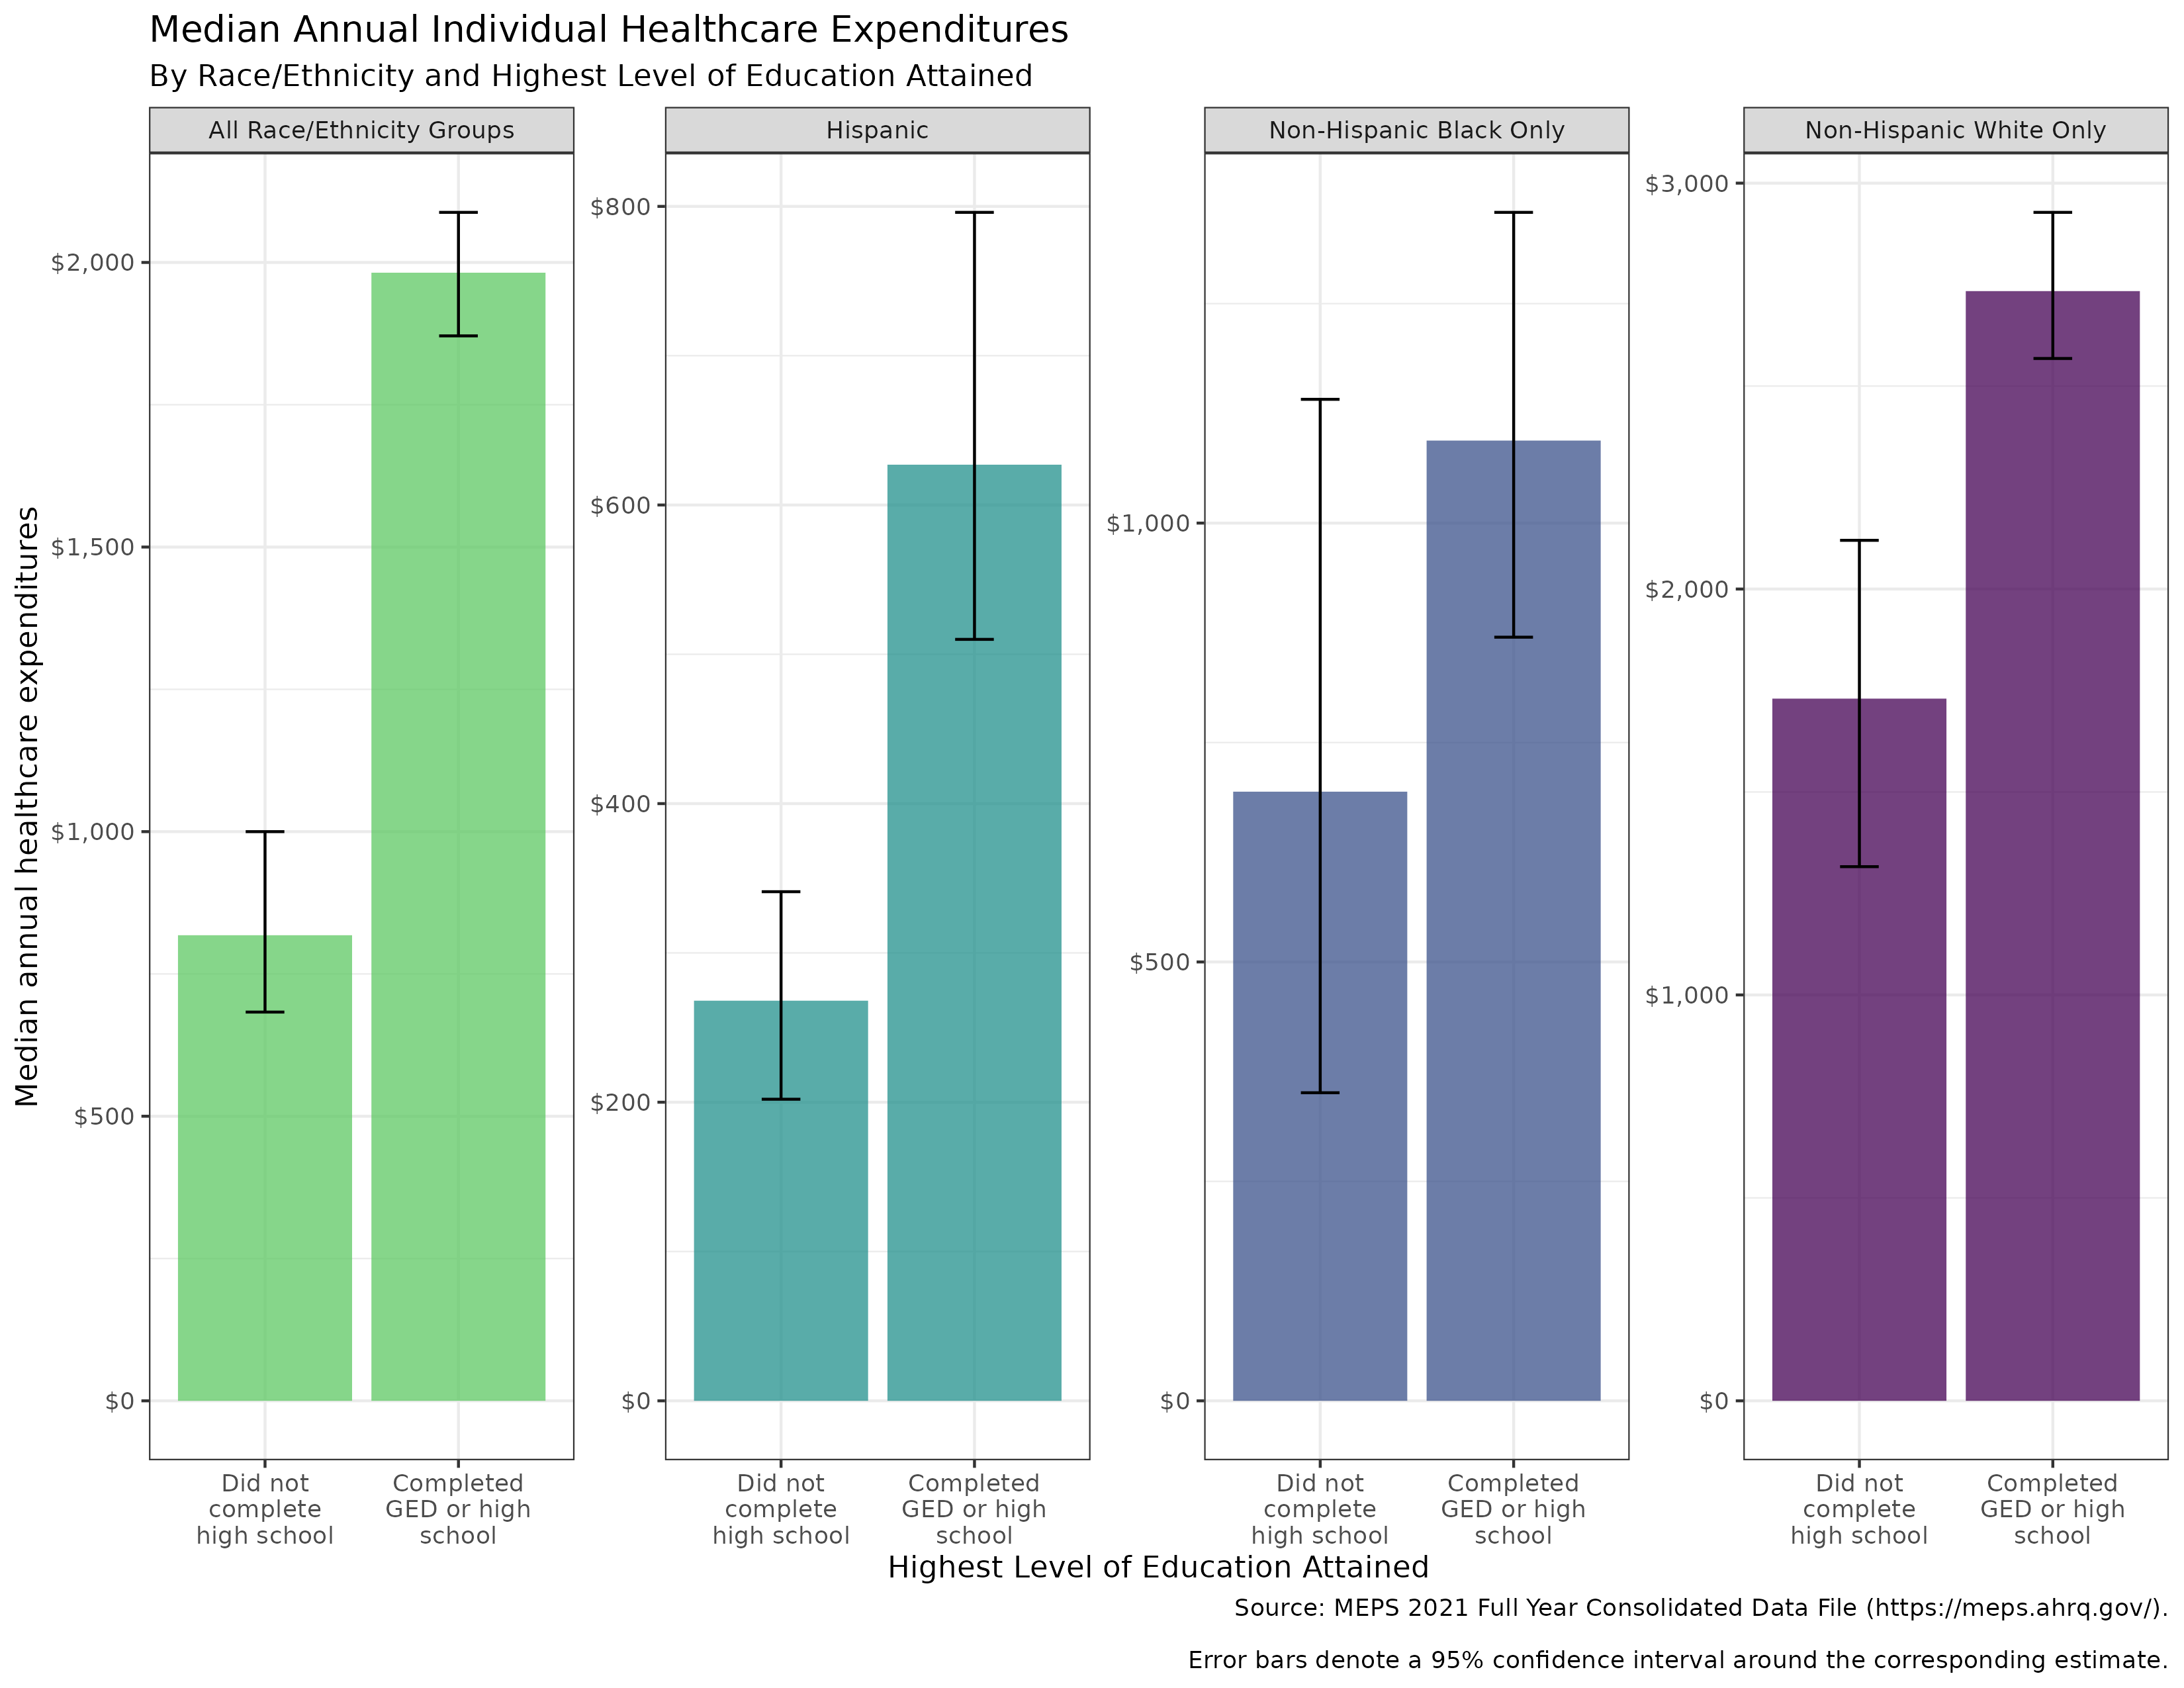 Median Annual Individual Healthcare Expenditures
By Race/Ethnicity and Highest Level of Education Attained
All Race/Ethnicity Groups
Hispanic
Non-Hispanic Black Only
Non-Hispanic White Only
Median annual healthcare expenditures
$2,000
$1,500
$1,000
$500
$0
$800
$600
$400
$200
$0
$1,000
$500
$0
$3,000
$2,000
$1,000
$0
Did not
complete
high school
Completed
GED or high
school
Did not
complete
high school
Completed
GED or high
school
Did not
complete
high school
Completed
GED or high
school
Did not
complete
high school
Completed
GED or high
school
Highest Level of Education Attained
Source: MEPS 2021 Full Year Consolidated Data File (https://meps.ahrq.gov/).
Error bars denote a 95% confidence interval around the corresponding estimate.